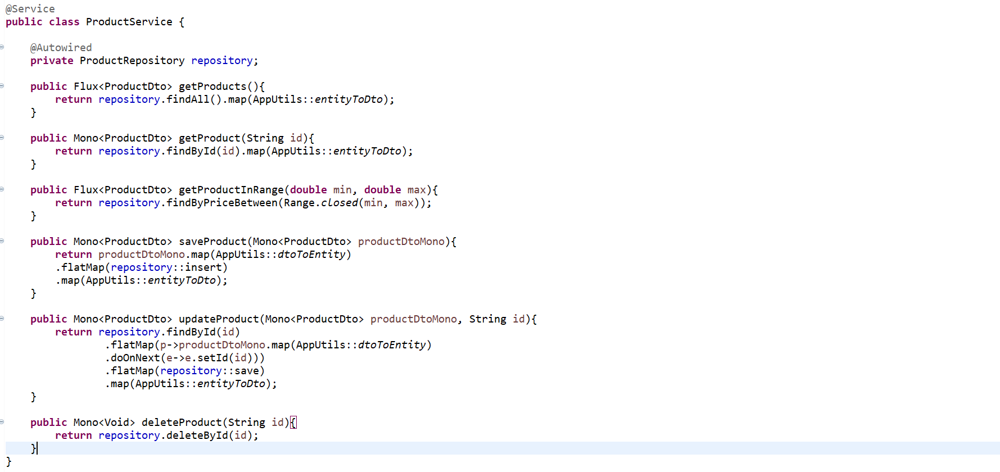 @Service
public class ProductService {
@Autowired
private ProductRepository repository;
public Flux<ProductDto> getProducts(){
return repository.findAll().map(AppUtils::entityToDto);
}
public Mono<ProductDto> getProduct(String id){
return repository.findById(id).map(AppUtils::entityToDto);
}
public Flux<ProductDto> getProductInRange(double min, double max){
return repository.findByPriceBetween(Range.closed(min, max));
}
public Mono<ProductDto> saveProduct(Mono<ProductDto> productDtoMono){
return productDtoMono.map(AppUtils::dtoToEntity)
.flatMap(repository::insert)
.map(AppUtils::entityToDto);
}
public Mono<ProductDto> updateProduct(Mono<ProductDto> productDtoMono, String id){
return repository.findById(id)
.flatMap(p->productDtoMono.map(AppUtils::dtoToEntity)
.doOnNext(e->e.setId(id)))
.flatMap(repository::save)
.map(AppUtils::entityToDto);
}
public Mono<Void> deleteProduct(String id){
return repository.deleteById(id);
}
}